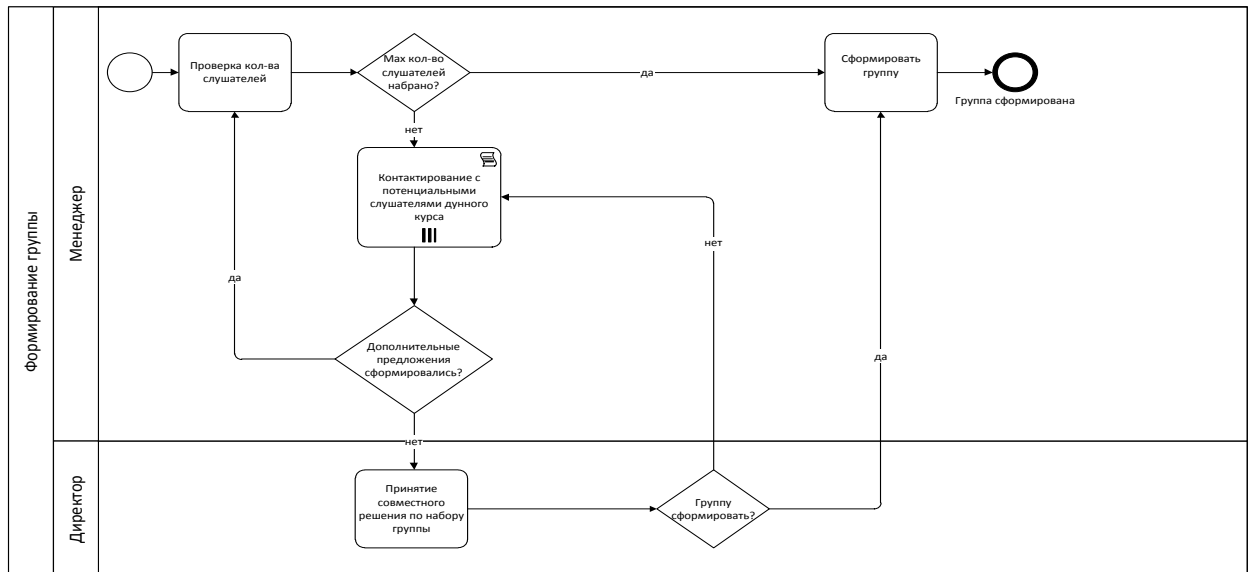 Формирование группы
Менеджер
Проверка кол-ва
слушателей
Мах кол-во
слушателей
набрано?
да
Сформировать
группу
Группа сформирована
нет
Контактирование с
потенциальными
слушателями дунного
курса
нет
да
Дополнительные
предложения
сформировались?
да
нет
Директор
Принятие
совместного
решения по набору
группы
Группу
сформировать?